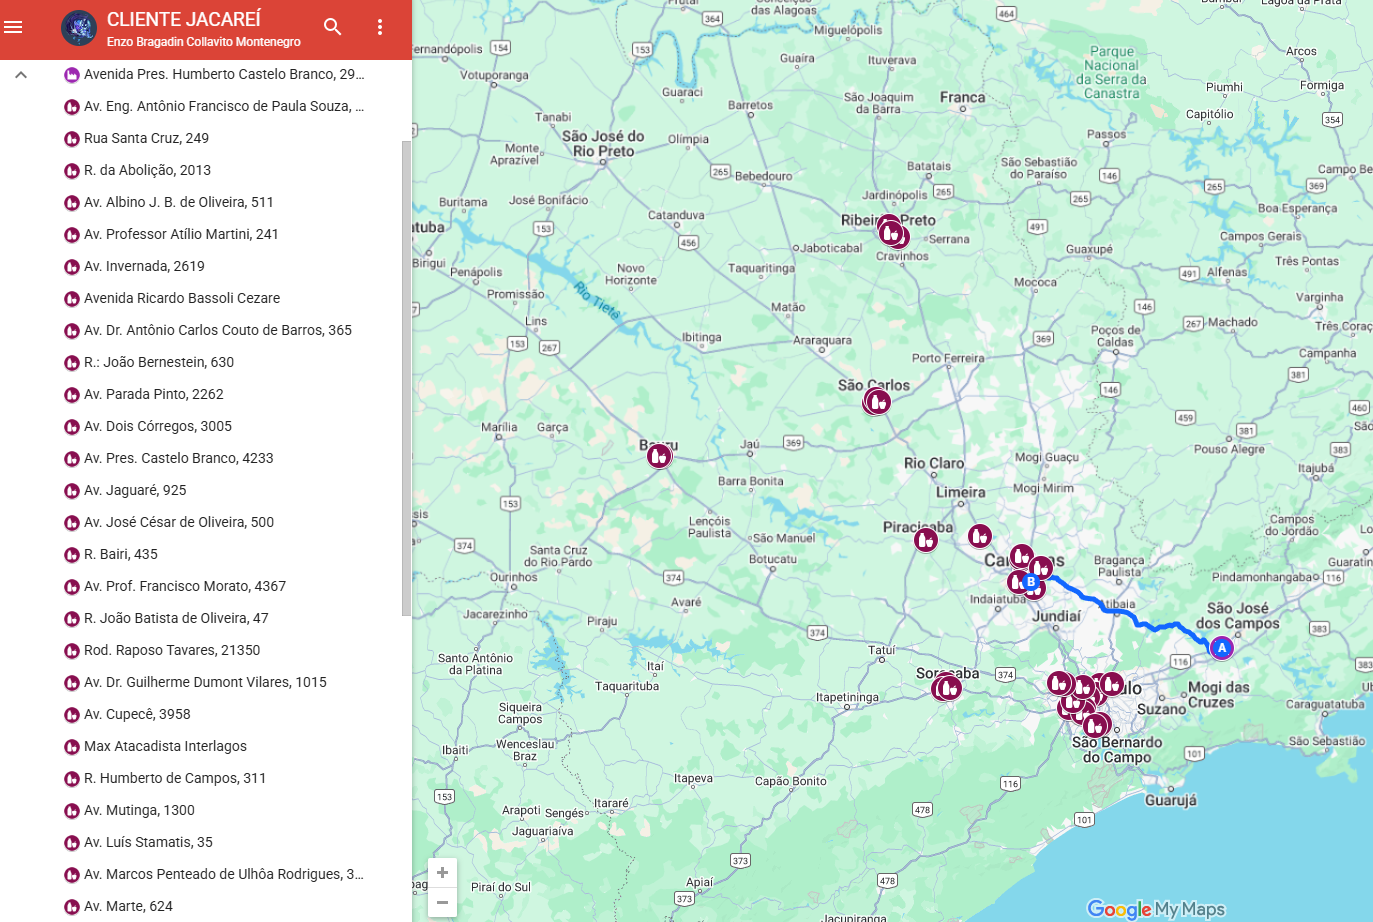 CLIENTE JACAREÍ
Enzo Bragadin Collavito Montenegro
Avenida Pres. Humberto Castelo Branco, 29...
Av. Eng. Antônio Francisco de Paula Souza, ...
Rua Santa Cruz, 249
R. da Abolição, 2013
Av. Albino J. B. de Oliveira, 511
Av. Professor Atílio Martini, 241
Av. Invernada, 2619
Avenida Ricardo Bassoli Cezare
Av. Dr. Antônio Carlos Couto de Barros, 365
R.: João Bernestein, 630
Av. Parada Pinto, 2262
Av. Dois Córregos, 3005
Av. Pres. Castelo Branco, 4233
Av. Jaguaré, 925
Av. José César de Oliveira, 500
R. Bairi, 435
Av. Prof. Francisco Morato, 4367
R. João Batista de Oliveira, 47
Rod. Raposo Tavares, 21350
Av. Dr. Guilherme Dumont Vilares, 1015
Av. Cupecê, 3958
Max Atacadista Interlagos
R. Humberto de Campos, 311
Av. Mutinga, 1300
Av. Luís Stamatis, 35
Av. Marcos Penteado de Ulhôa Rodrigues, 3...
Av. Marte, 624
das Alagoas
364
464
Frutal
Miguelópolis
Fernandópolis
154
153
Votuporanga
Guaíra
Ituverava
Parque
Nacional
da Serra da
Canastra
Arcos
Piumhi
Formiga
Guaraci
Barretos
São Joaquim
da Barra
Franca
Capitólio
354
Tanabi
São José do
Rio Preto
Olímpia
Passos
Monte
Aprazível
265
Bebedouro
Batatais
São Sebastião
do Paraíso
146
Campo Be
369
Buritama
José Bonifácio
Jardinópolis
265
265
265
Boa Esperança
153
Catanduva
Ribeirão Preto
491
Campos Gerais
456
Jaboticabal
Serrana
Guaxupé
Birigui
Penápolis
Novo
Horizonte
Taquaritinga
Cravinhos
Três Pontas
491
Alfenas
Promissão
Rio Tietê
Mococa
Varginha
Matão
146
Lins
267
Machado
Três Coraç
153
267
Ibitinga
Araraquara
369
Poços de
Caldas
Campanha
Porto Ferreira
381
São Carlos
146
Marília
Garça
Bauru
Jaú
369
459
460
381
Pouso Alegre
383
Rio Claro
Mogi Guaçu
Itajubá
Barra Bonita
Limeira
Mogi Mirim
153
Lençóis
Paulista
Piracicaba
Campos
do Jordão
374
Santa Cruz
do Rio Pardo
São Manuel
Botucatu
Bragança
Paulista
Guaratin
Ourinhos
374
Pindamonhangaba
116
B
Avaré
Indaiatuba
Atibaia
São José
dos Campos
Jacarezinho
Piraju
374
Jundiaí
383
A
Tatuí
Santo Antônio
da Platina
Itaí
Sorocaba
374
116
383
Taquarituba
Itapetininga
Mogi das
Cruzes
Siqueira
Campos
Suzano
Caraguatatuba
Ibaiti
Wenceslau
Braz
São Bernardo
do Campo
101
São Sebastião
Itapeva
Capão Bonito
116
153
Itararé
Guarujá
Arapoti
Sengés
478
Jaguariaíva
101
373
Piraí do Sul
Apiaí
478
373
Jacupiranga
Google My Maps